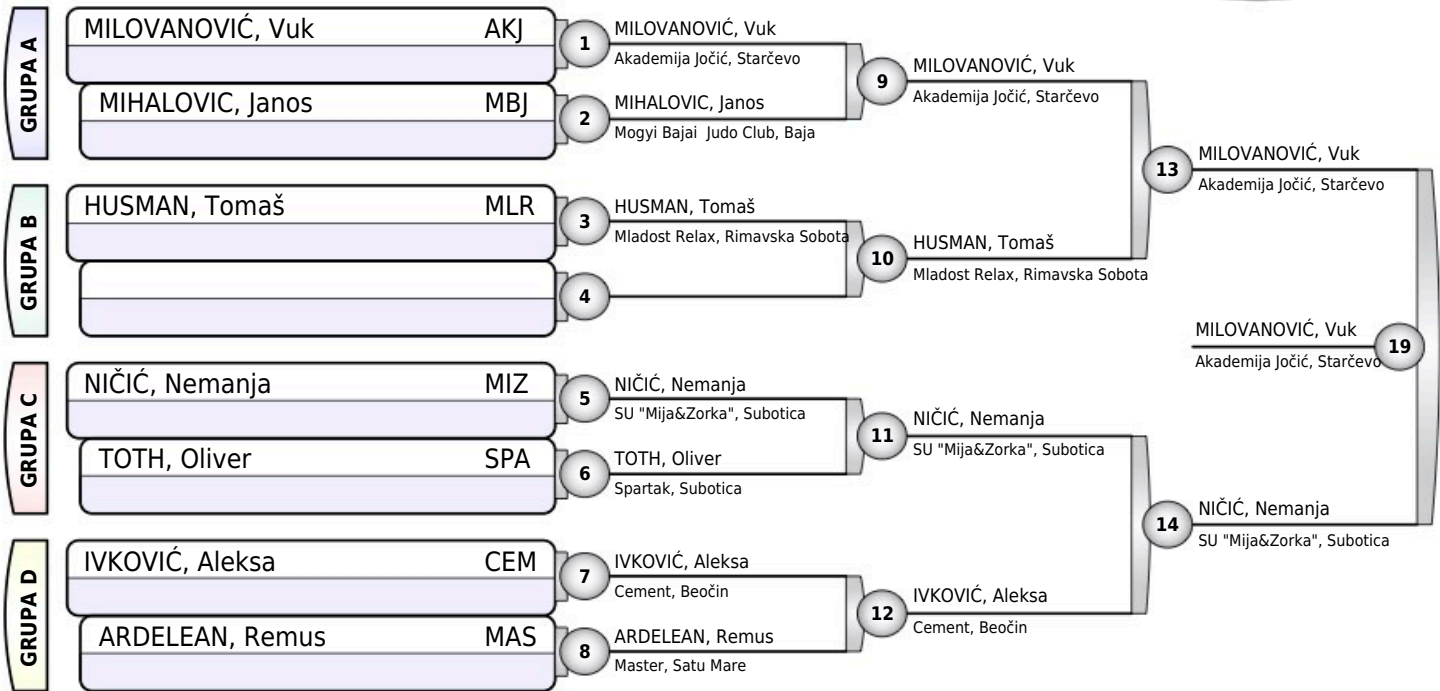 GRUPA A
MILOVANOVIĆ, Vuk AKJ
MIHALOVIC, Janos MBJ
1
MILOVANOVIĆ, Vuk
Akademija Jočić, Starčevo
2
MIHALOVIC, Janos
Mogyi Bajai Judo Club, Baja
9
MILOVANOVIĆ, Vuk
Akademija Jočić, Starčevo
GRUPA B
HUSMAN, Tomaš MLR
3
HUSMAN, Tomaš
Mladost Relax, Rimavska Sobota
4
10
HUSMAN, Tomaš
Mladost Relax, Rimavska Sobota
13
MILOVANOVIĆ, Vuk
Akademija Jočić, Starčevo
GRUPA C
NIČIĆ, Nemanja MIZ
TOTH, Oliver SPA
5
NIČIĆ, Nemanja
SU "Mija&Zorka", Subotica
6
TOTH, Oliver
Spartak, Subotica
11
NIČIĆ, Nemanja
SU "Mija&Zorka", Subotica
GRUPA D
IVKOVIĆ, Aleksa CEM
ARDELEAN, Remus MAS
7
IVKOVIĆ, Aleksa
Cement, Beočin
8
ARDELEAN, Remus
Master, Satu Mare
12
IVKOVIĆ, Aleksa
Cement, Beočin
14
NIČIĆ, Nemanja
SU "Mija&Zorka", Subotica
MILOVANOVIĆ, Vuk
Akademija Jočić, Starčevo
19